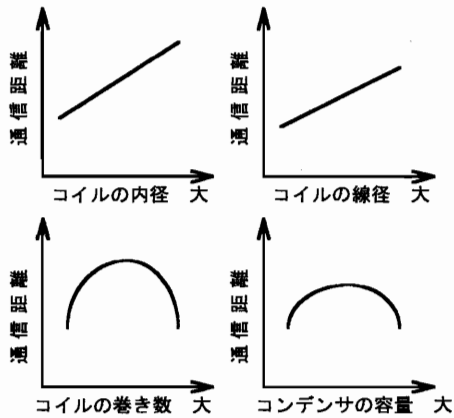 通信距離
コイルの内径 大
通信距離
コイルの線径 大
通信距離
コイルの巻き数 大
通信距離
コンデンサの容量 大